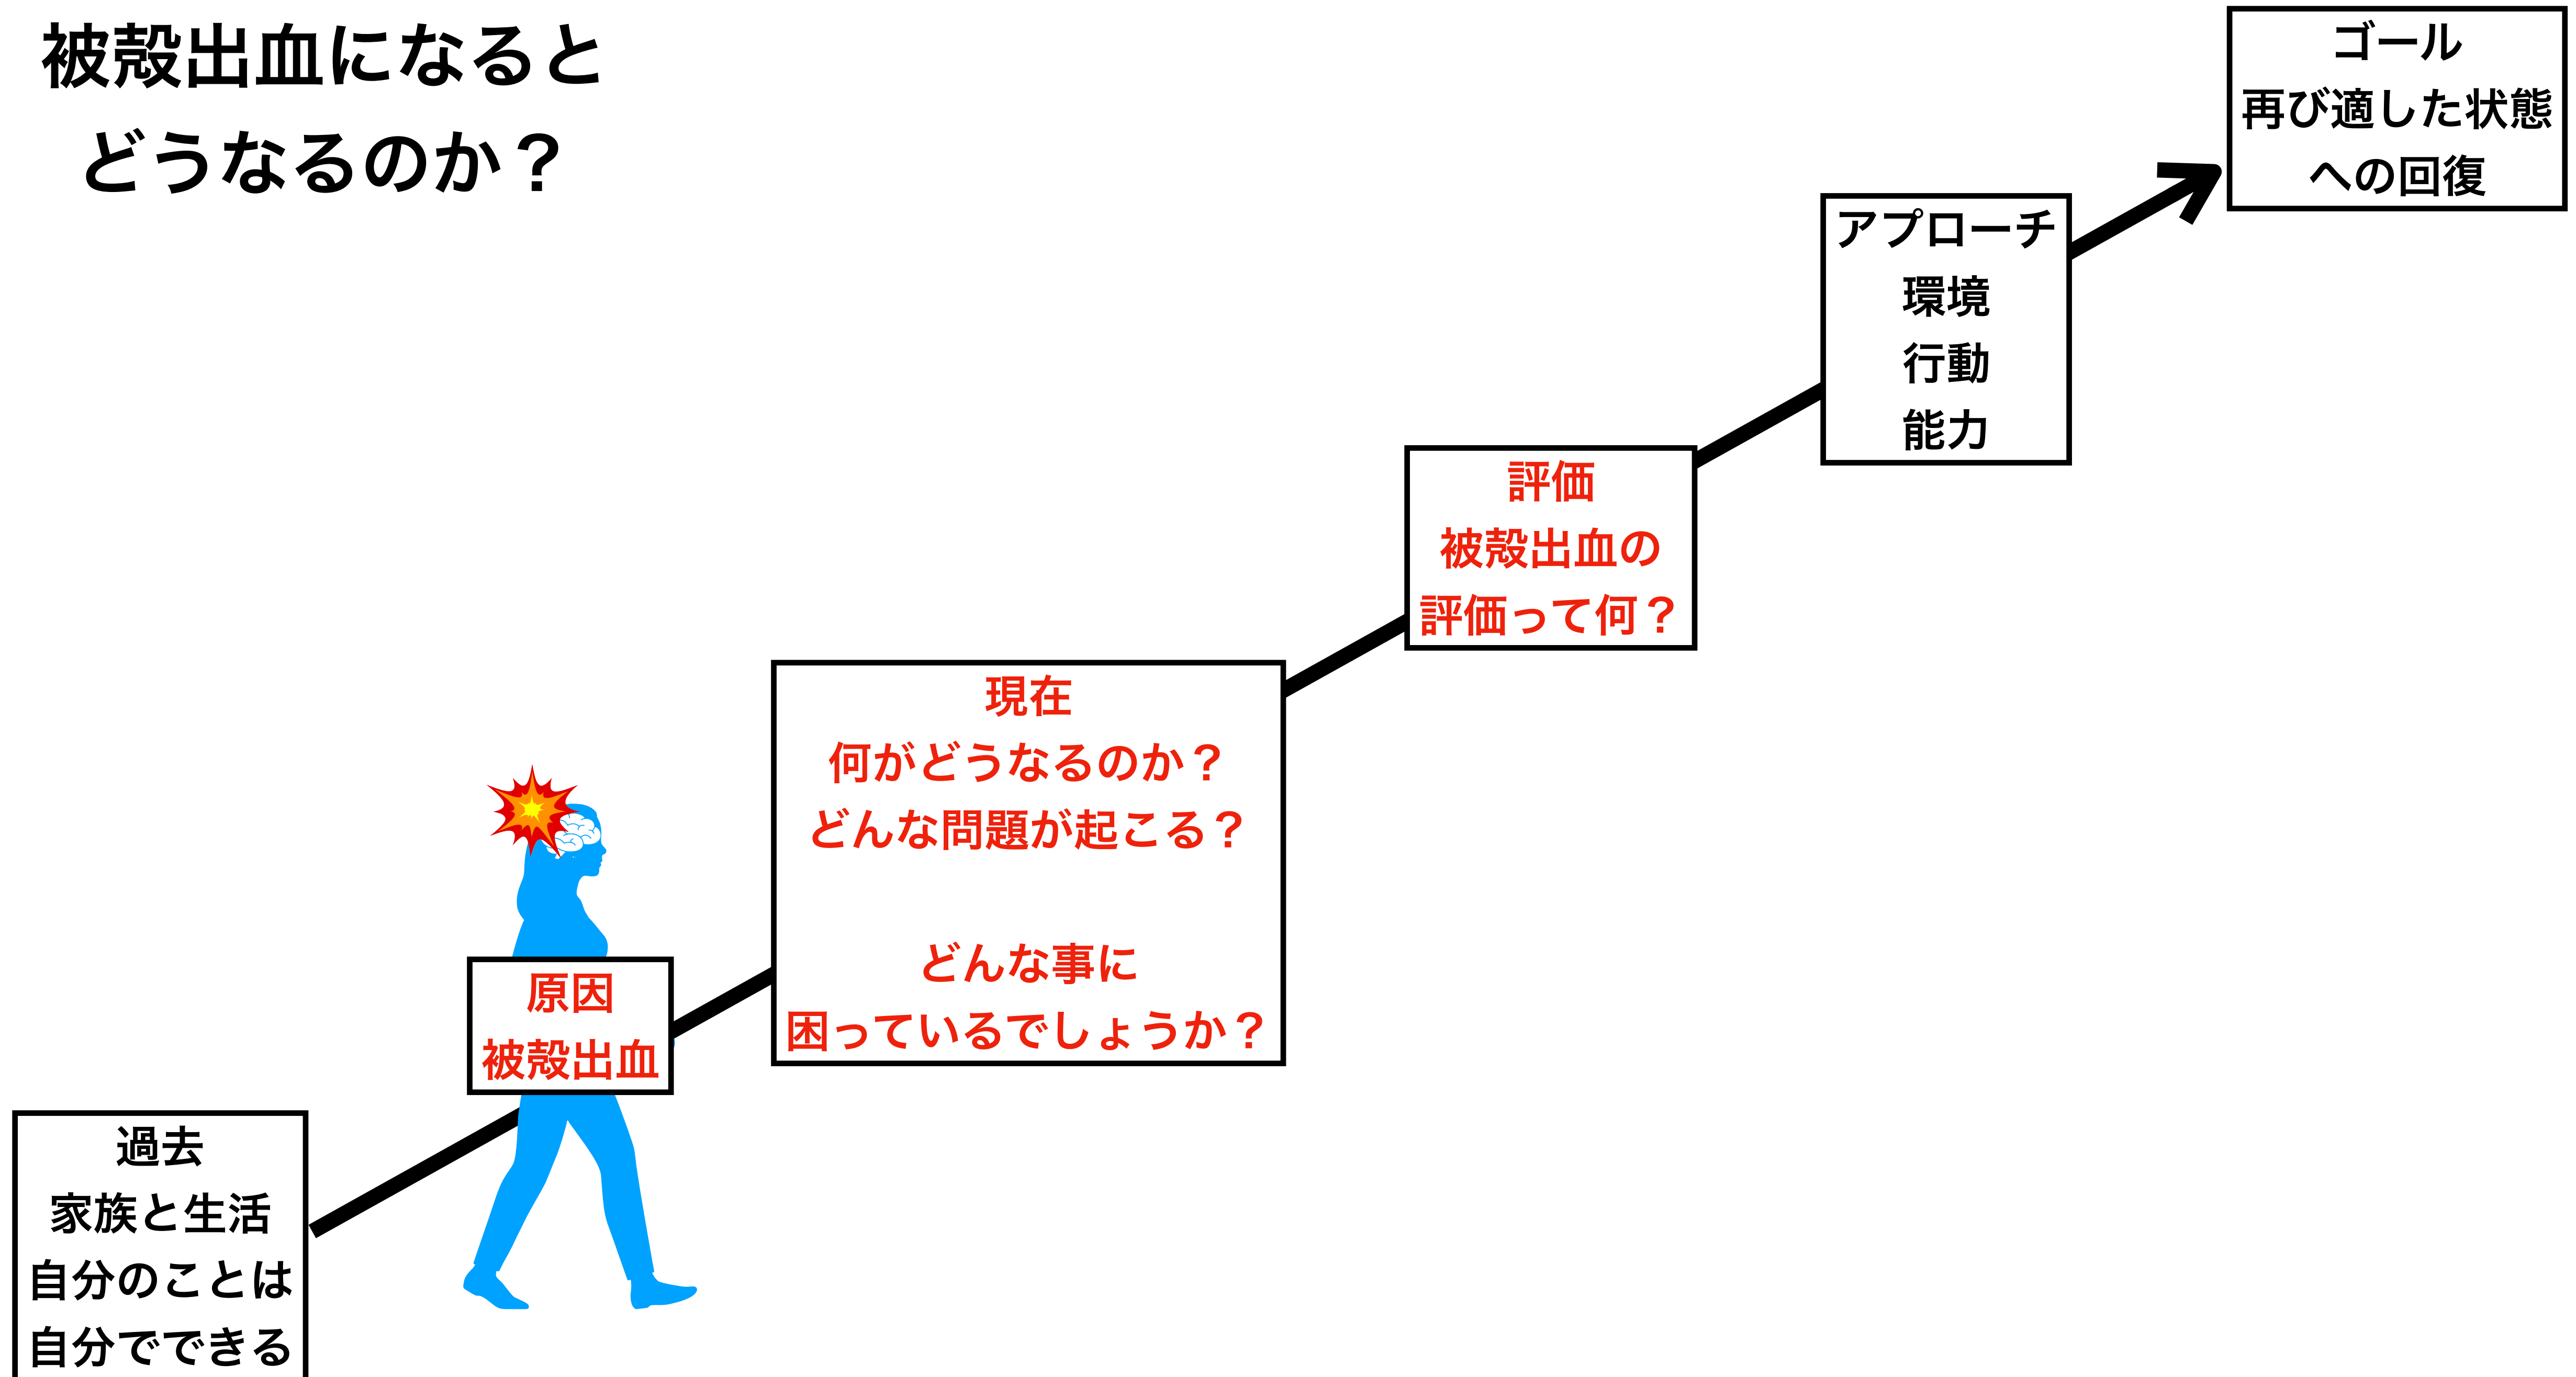 被殻出血になると
どうなるのか？
ゴール
再び適した状態
への回復
アプローチ
環境
行動
能力
評価
被殻出血の
評価って何？
現在
何がどうなるのか？
どんな問題が起こる？
どんな事に
困っているでしょうか？
原因
被殻出血
過去
家族と生活
自分のことは
自分でできる